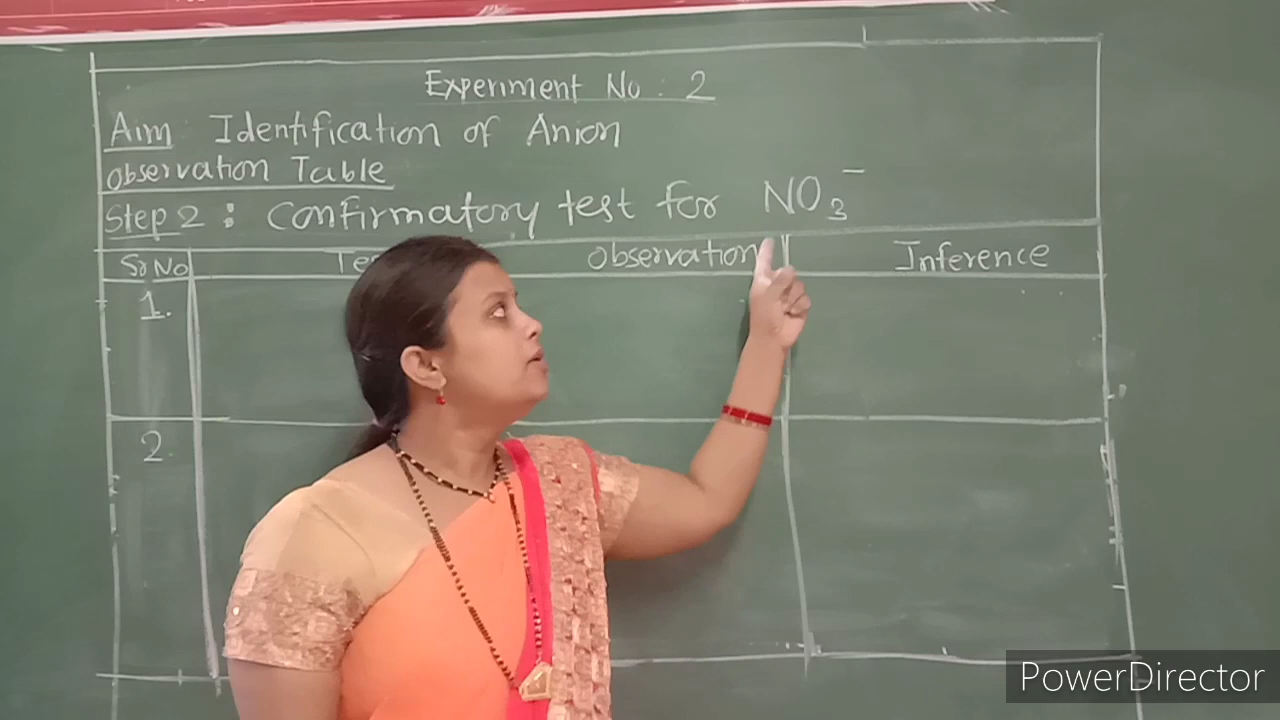 Experiment No : 2
Aim Identification of Anion
Observation Table
Step 2 : Confirmatory test for NO₃⁻
Sr No Observation Inference
1.
2.
PowerDirector